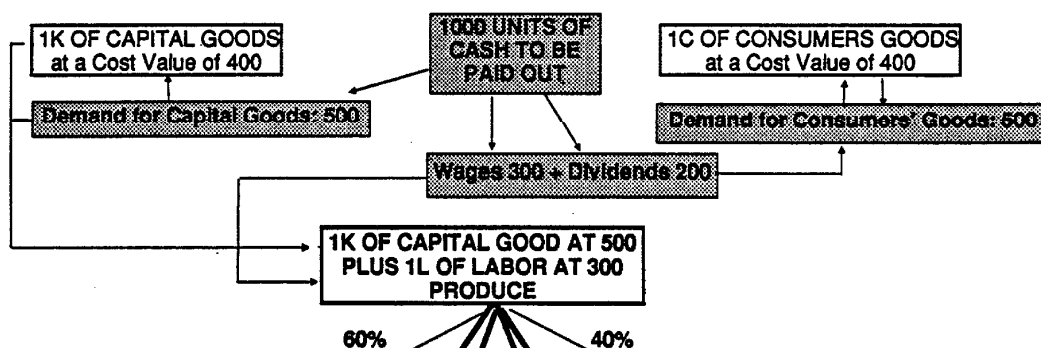 1K OF CAPITAL GOODS
at a Cost Value of 400
Demand for Capital Goods: 500
1000 UNITS OF
CASH TO BE
PAID OUT
1C OF CONSUMERS GOODS
at a Cost Value of 400
Demand for Consumers' Goods: 500
Wages 300 + Dividends 200
1K OF CAPITAL GOOD AT 500
PLUS 1L OF LABOR AT 300
PRODUCE
60%
40%